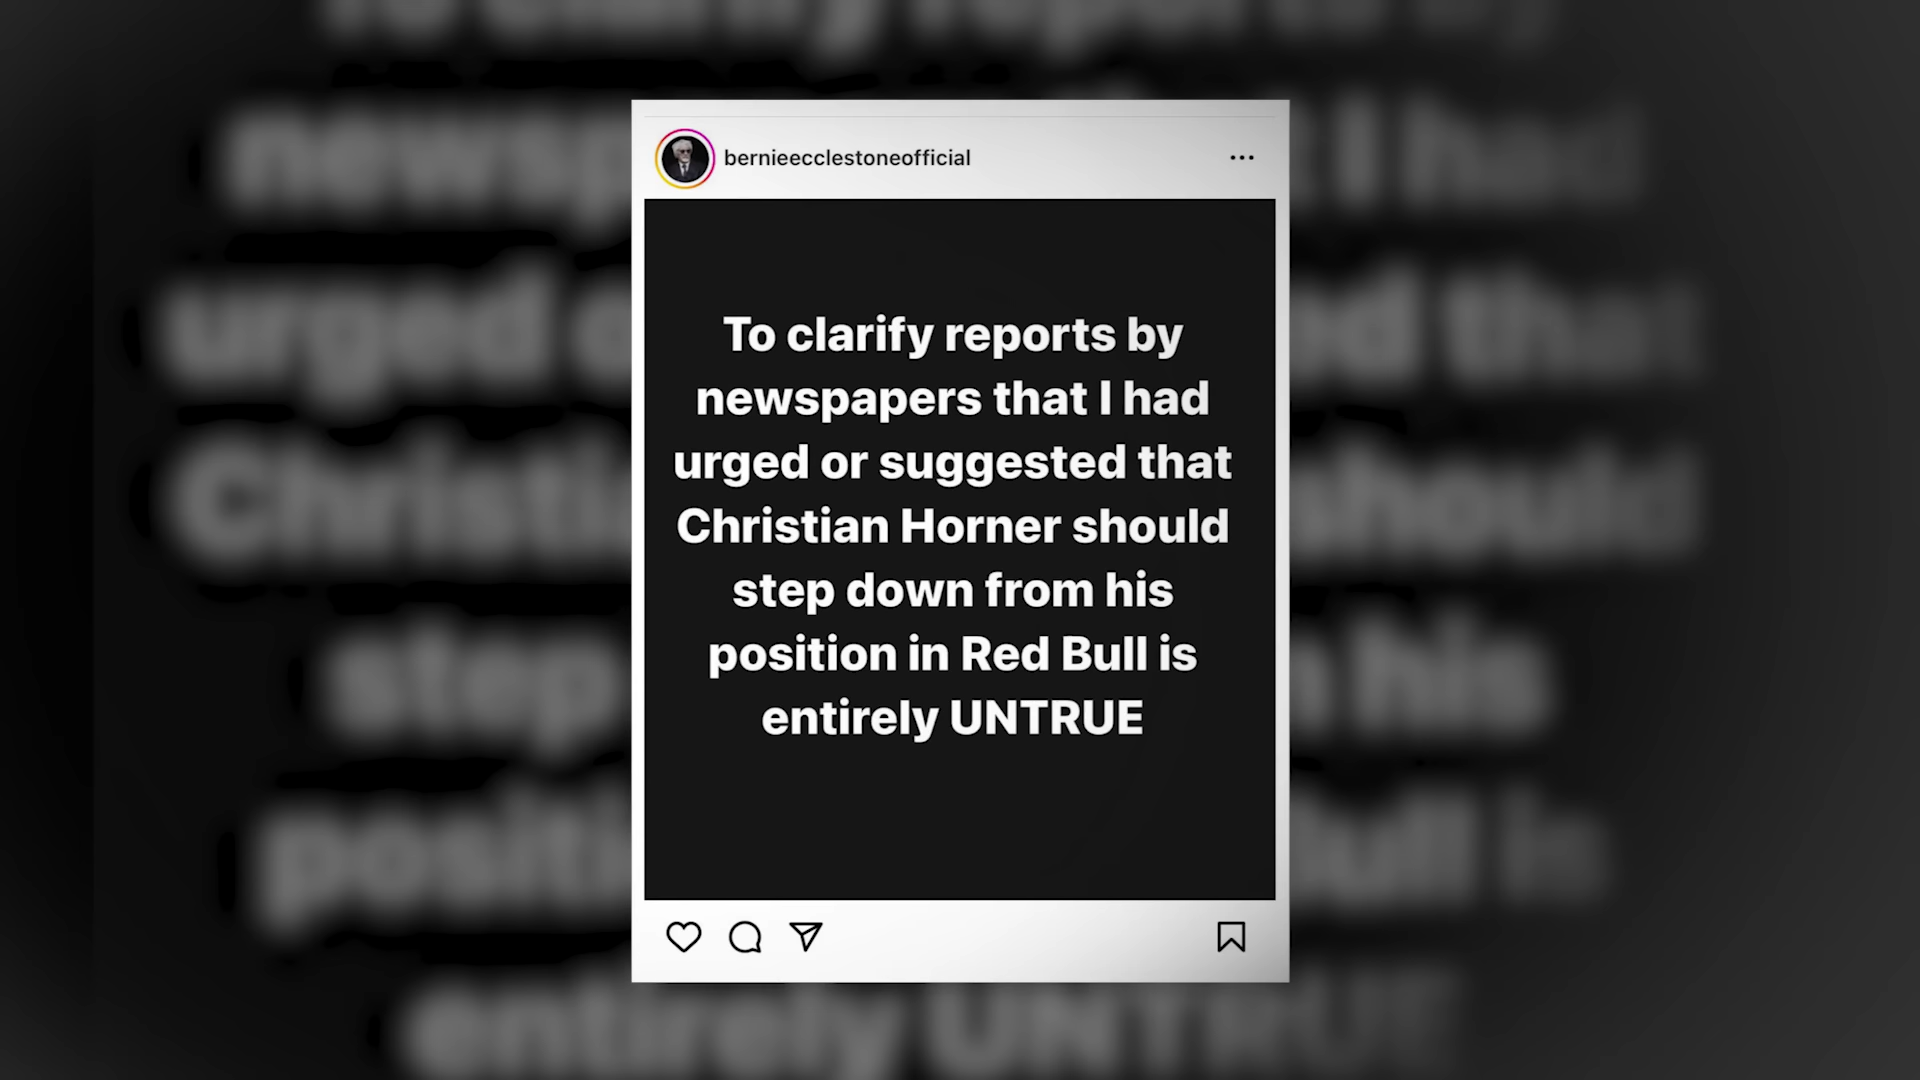 bernieecclestoneofficial
To clarify reports by
newspapers that I had
urged or suggested that
Christian Horner should
step down from his
position in Red Bull is
entirely UNTRUE